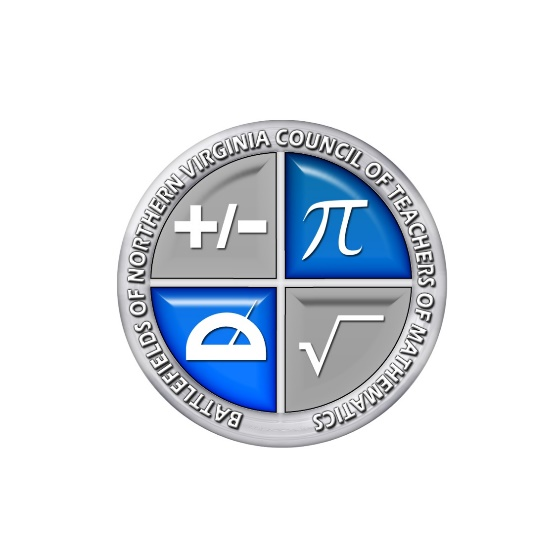 BATTLEFIELDS OF NORTHERN VIRGINIA COUNCIL OF TEACHERS OF MATHEMATICS
+/-
π
√